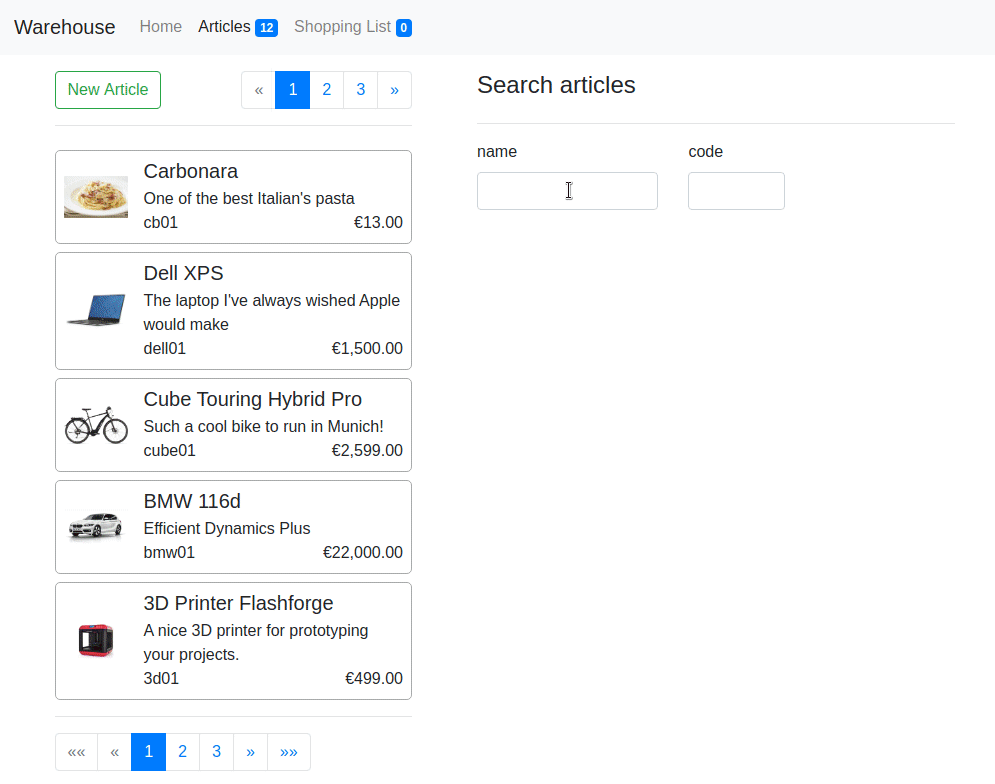 Warehouse Home Articles 12 Shopping List 0
New Article « 1 2 3 »
Search articles
name code
Carbonara
One of the best Italian's pasta
cb01 €13.00
Dell XPS
The laptop I've always wished Apple
would make
dell01 €1,500.00
Cube Touring Hybrid Pro
Such a cool bike to run in Munich!
cube01 €2,599.00
BMW 116d
Efficient Dynamics Plus
bmw01 €22,000.00
3D Printer Flashforge
A nice 3D printer for prototyping
your projects.
3d01 €499.00
«« « 1 2 3 » »»